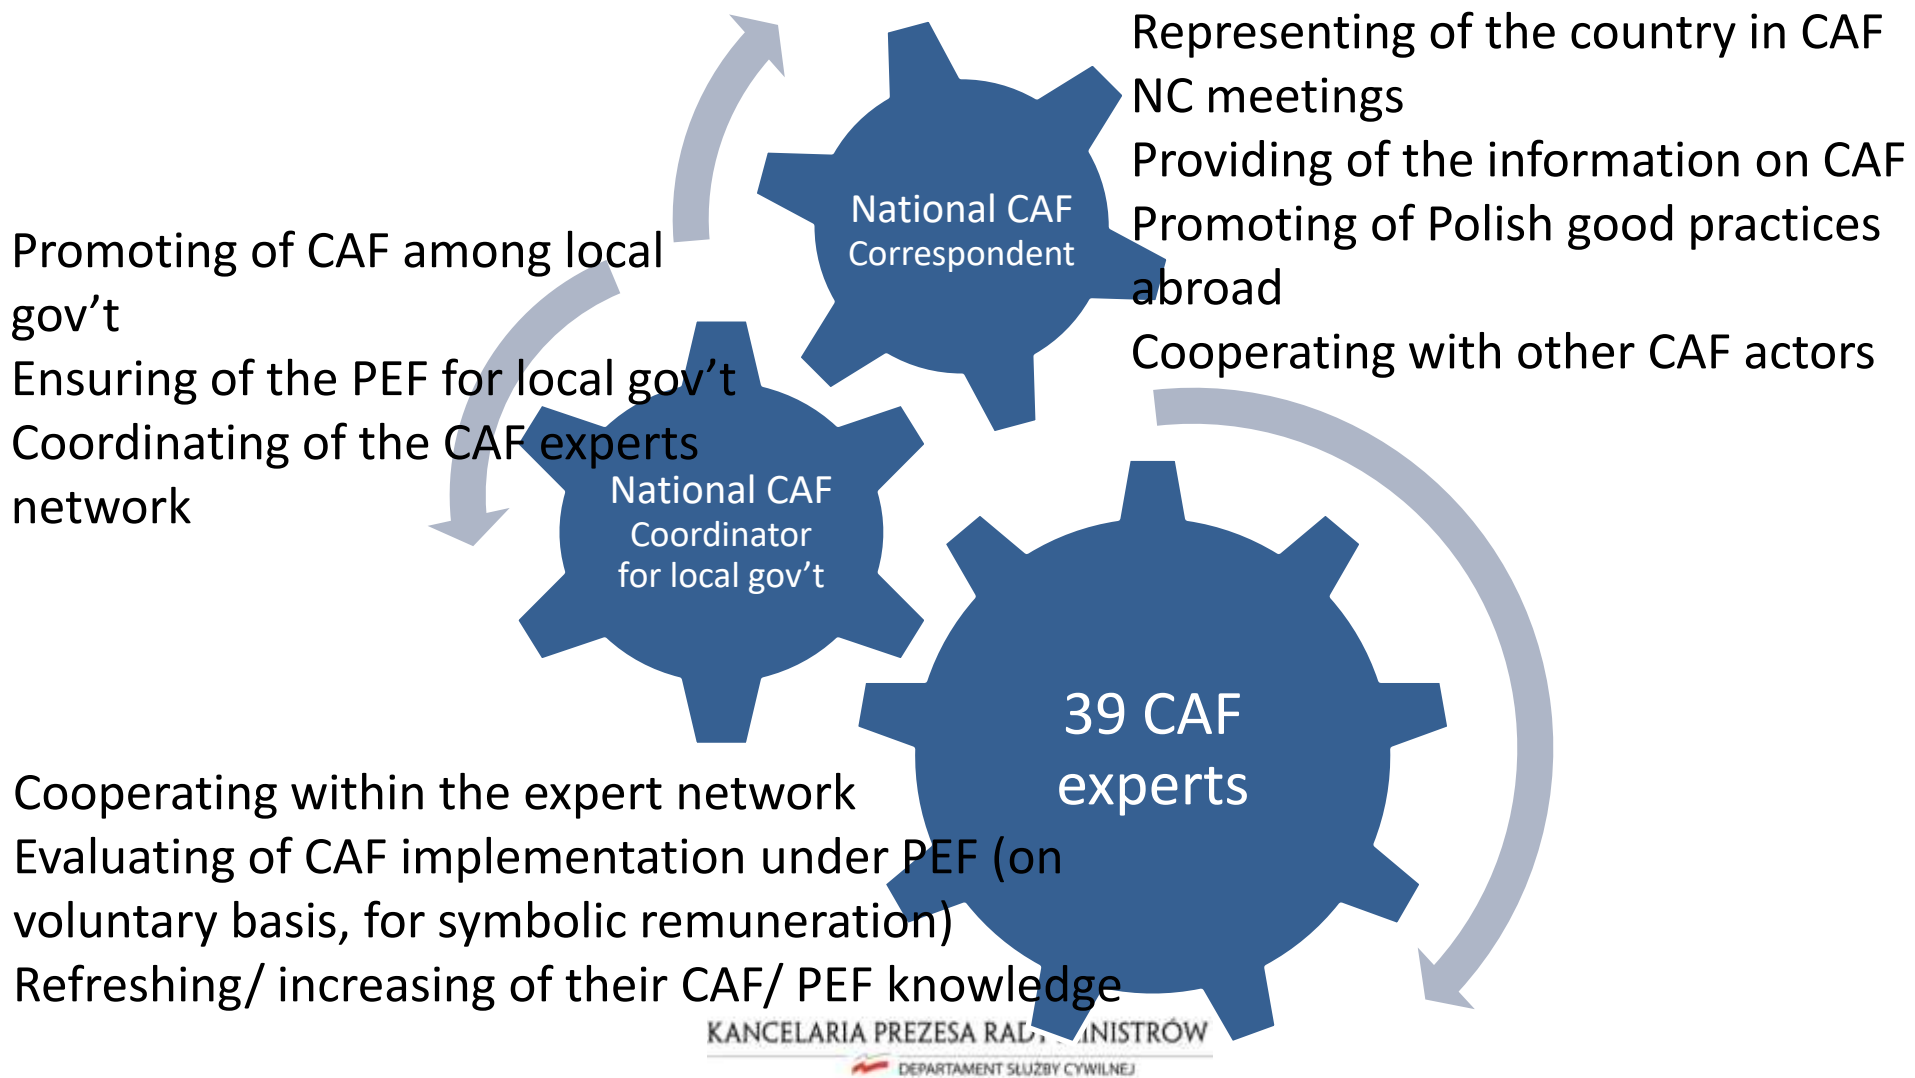 Representing of the country in CAF
NC meetings
Providing of the information on CAF
Promoting of Polish good practices
abroad
Cooperating with other CAF actors
National CAF
Correspondent
Promoting of CAF among local
gov’t
Ensuring of the PEF for local gov’t
Coordinating of the CAF experts
network
National CAF
Coordinator
for local gov’t
39 CAF
experts
Cooperating within the expert network
Evaluating of CAF implementation under PEF (on
voluntary basis, for symbolic remuneration)
Refreshing/ increasing of their CAF/ PEF knowledge
KANCELARIA PREZESA
DEPARTAMENT SŁUŻBY CYWILNEJ